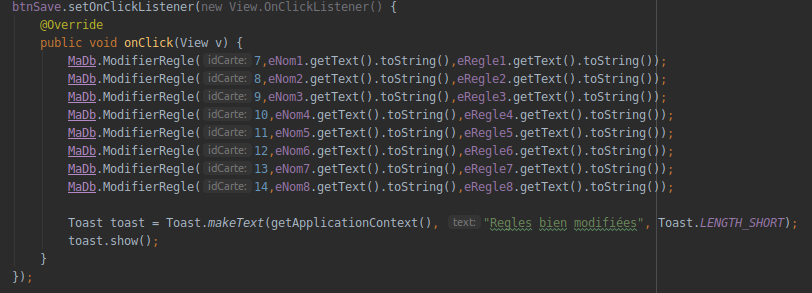 btnSave.setOnClickListener(new View.OnClickListener() {
@Override
public void onClick(View v) {
MaDb.ModifierRegle( idCarte: 7,eNom1.getText().toString(),eRegle1.getText().toString());
MaDb.ModifierRegle( idCarte: 8,eNom2.getText().toString(),eRegle2.getText().toString());
MaDb.ModifierRegle( idCarte: 9,eNom3.getText().toString(),eRegle3.getText().toString());
MaDb.ModifierRegle( idCarte: 10,eNom4.getText().toString(),eRegle4.getText().toString());
MaDb.ModifierRegle( idCarte: 11,eNom5.getText().toString(),eRegle5.getText().toString());
MaDb.ModifierRegle( idCarte: 12,eNom6.getText().toString(),eRegle6.getText().toString());
MaDb.ModifierRegle( idCarte: 13,eNom7.getText().toString(),eRegle7.getText().toString());
MaDb.ModifierRegle( idCarte: 14,eNom8.getText().toString(),eRegle8.getText().toString());
Toast toast = Toast.makeText(getApplicationContext(), text: "Regles bien modifiées", Toast.LENGTH_SHORT);
toast.show();
}
});